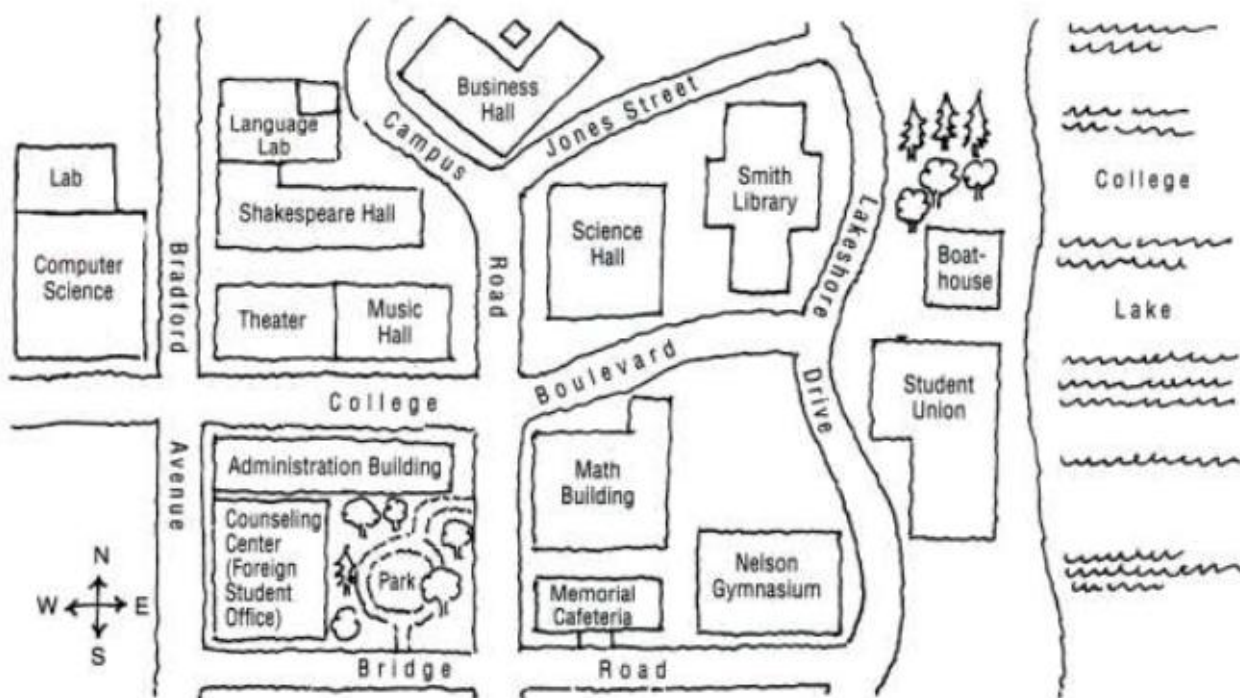 Business
Hall
Jones Street
Campus
Road
Language
Lab
Lab
Shakespeare Hall
Smith
Library
College
Lake
Science
Hall
Computer
Science
Bradford
Avenue
Boat-
house
Lakeshore
Drive
Theater
Music
Hall
College
Boulevard
Student
Union
Administration Building
Math
Building
Counseling
Center
(Foreign
Student
Office)
Park
Nelson
Gymnasium
Memorial
Cafeteria
N
W
E
S
Bridge
Road